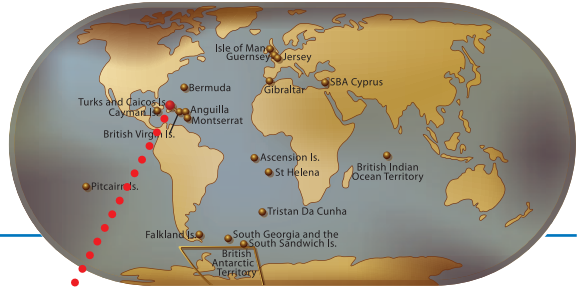 Isle of Man
Guernsey
Jersey
Gibraltar
SBA Cyprus
Bermuda
Turks and Caicos Is.
Cayman Is.
Anguilla
Montserrat
British Virgin Is.
Ascension Is.
St Helena
British Indian
Ocean Territory
Pitcairn Is.
Tristan Da Cunha
Falkland Is.
South Georgia and the
South Sandwich Is.
British
Antarctic
Territory